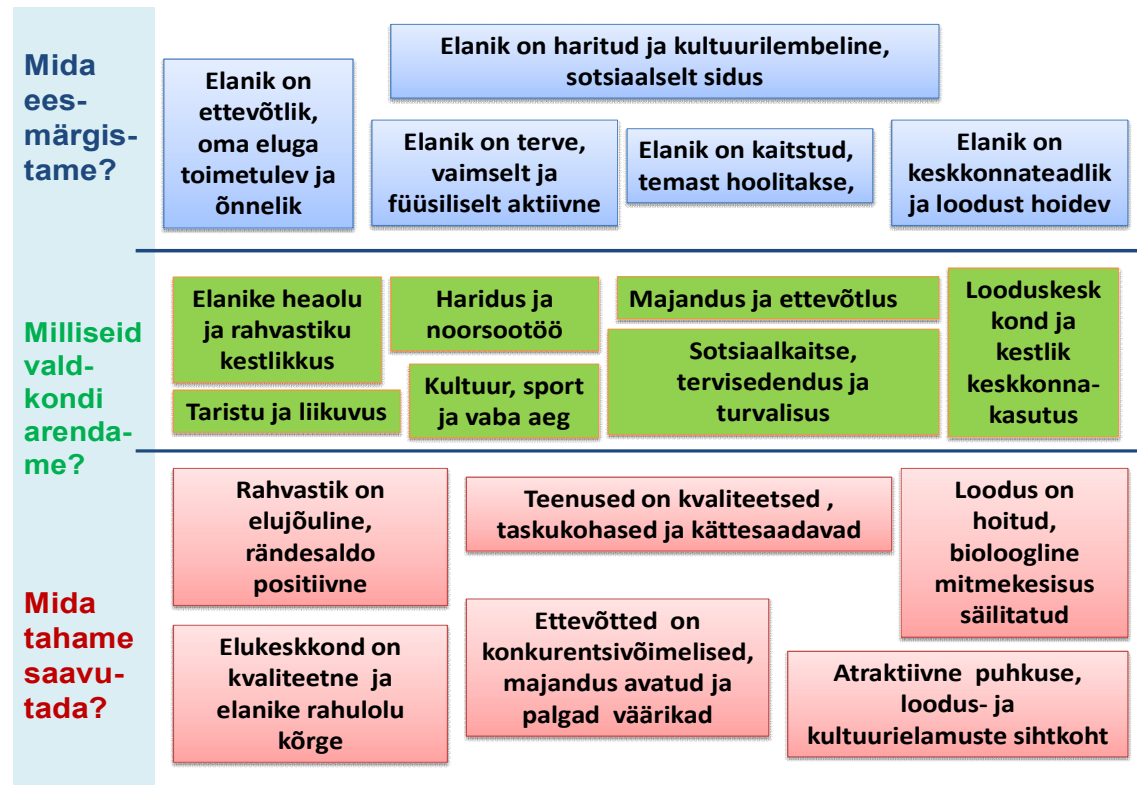 Mida
ees-
märgis-
tame?
Elanik on
ettevõtlik,
oma eluga
toimetulev ja
õnnelik
Elanik on haritud ja kultuurilembeline,
sotsiaalselt sidus
Elanik on terve,
vaimselt ja
füüsiliselt aktiivne
Elanik on kaitstud,
temast hoolitakse,
Elanik on
keskkonnateadlik
ja loodust hoidev
Milliseid
vald-
kondi
arenda-
me?
Elanike heaolu
ja rahvastiku
kestlikkus
Taristu ja liikuvus
Haridus ja
noorsootöö
Kultuur, sport
ja vaba aeg
Majandus ja ettevõtlus
Sotsiaalkaitse,
tervisedendus ja
turvalisus
Looduskesk
kond ja
kestlik
keskkonna-
kasutus
Mida
tahame
saavu-
tada?
Rahvastik on
elujõuline,
rändesaldo
positiivne
Elukeskkond on
kvaliteetne ja
elanike rahulolu
kõrge
Teenused on kvaliteetsed ,
taskukohased ja kättesaadavad
Ettevõtted on
konkurentsivõimelised,
majandus avatud ja
palgad väärikad
Loodus on
hoitud,
bioloogline
mitmekesisus
säilitatud
Atraktiivne puhkuse,
loodus- ja
kultuurielamuste sihtkoht